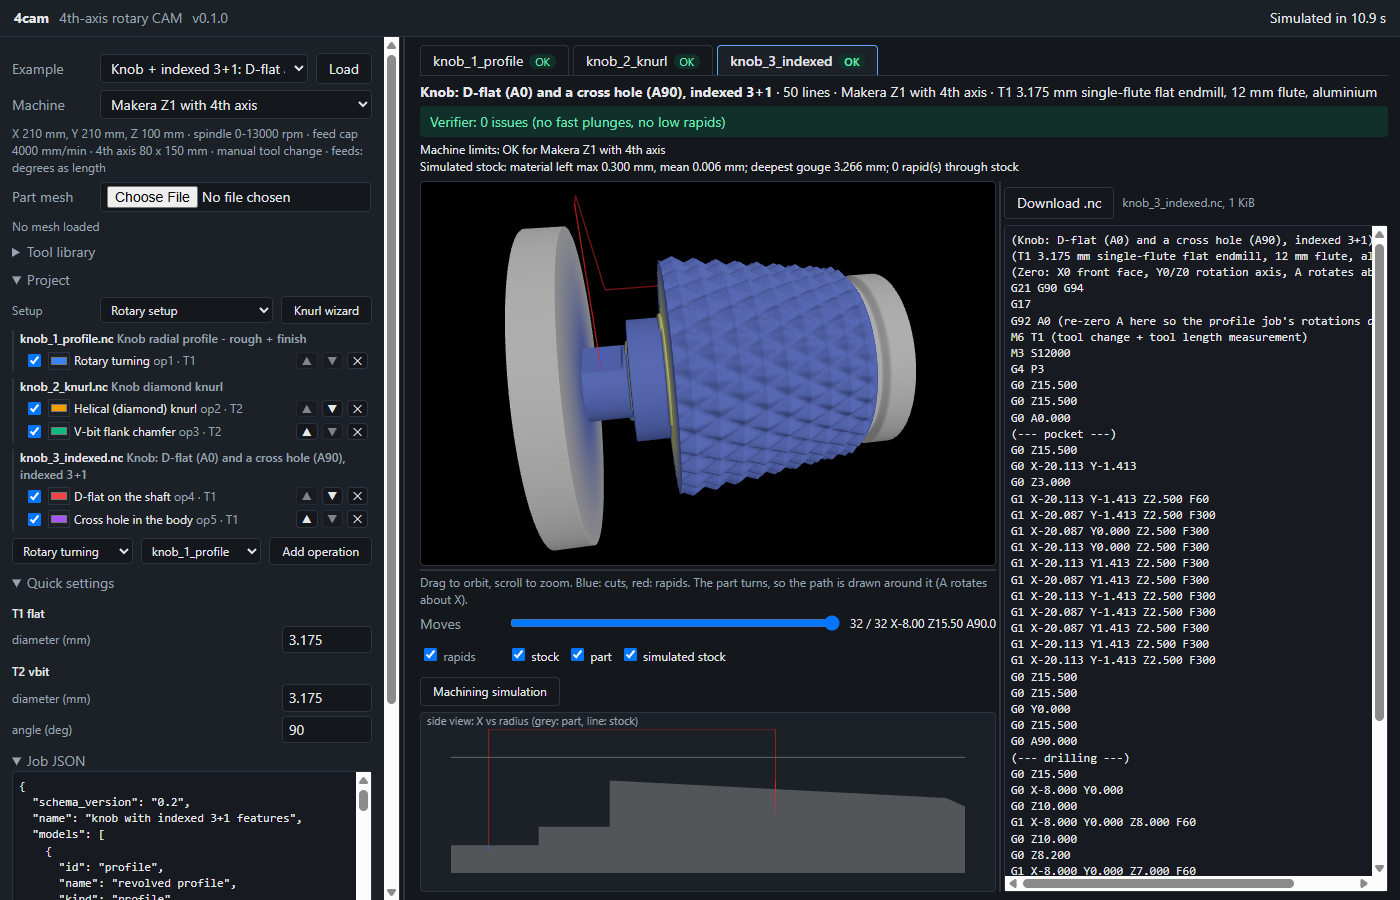 4cam 4th-axis rotary CAM v0.1.0
Simulated in 10.9 s
Example
Knob + indexed 3+1: D-flat
Load
Machine
Makera Z1 with 4th axis
X 210 mm, Y 210 mm, Z 100 mm · spindle 0-13000 rpm · feed cap
4000 mm/min · 4th axis 80 x 150 mm · manual tool change · feeds:
degrees as length
Part mesh
Choose File No file chosen
No mesh loaded
▶ Tool library
▼ Project
Setup
Rotary setup
Knurl wizard
knob_1_profile.nc Knob radial profile - rough + finish
Rotary turning op1 · T1
knob_2_knurl.nc Knob diamond knurl
Helical (diamond) knurl op2 · T2
V-bit flank chamfer op3 · T2
knob_3_indexed.nc Knob: D-flat (A0) and a cross hole (A90),
indexed 3+1
D-flat on the shaft op4 · T1
Cross hole in the body op5 · T1
Rotary turning
knob_1_profile
Add operation
▼ Quick settings
T1 flat
diameter (mm)
3.175
T2 vbit
diameter (mm)
3.175
angle (deg)
90
▼ Job JSON
{
"schema_version": "0.2",
"name": "knob with indexed 3+1 features",
"models": [
{
"id": "profile",
"name": "revolved profile",
"kind": "profile"
knob_1_profile OK
knob_2_knurl OK
knob_3_indexed OK
Knob: D-flat (A0) and a cross hole (A90), indexed 3+1 · 50 lines · Makera Z1 with 4th axis · T1 3.175 mm single-flute flat endmill, 12 mm flute, aluminium
Verifier: 0 issues (no fast plunges, no low rapids)
Machine limits: OK for Makera Z1 with 4th axis
Simulated stock: material left max 0.300 mm, mean 0.006 mm; deepest gouge 3.266 mm; 0 rapid(s) through stock
Drag to orbit, scroll to zoom. Blue: cuts, red: rapids. The part turns, so the path is drawn around it (A rotates
about X).
Moves
32 / 32 X-8.00 Z15.50 A90.0
rapids
stock
part
simulated stock
Machining simulation
side view: X vs radius (grey: part, line: stock)
Download .nc
knob_3_indexed.nc, 1 KiB
(Knob: D-flat (A0) and a cross hole (A90), indexed 3+1)
(T1 3.175 mm single-flute flat endmill, 12 mm flute, al
(Zero: X0 front face, Y0/Z0 rotation axis, A rotates ab
G21 G90 G94
G17
G92 A0 (re-zero A here so the profile job's rotations
M6 T1 (tool change + tool length measurement)
M3 S12000
G4 P3
G0 Z15.500
G0 Z15.500
G0 A0.000
(--- pocket ---)
G0 Z15.500
G0 X-20.113 Y-1.413
G0 Z3.000
G1 X-20.113 Y-1.413 Z2.500 F60
G1 X-20.087 Y-1.413 Z2.500 F300
G1 X-20.087 Y0.000 Z2.500 F300
G1 X-20.113 Y0.000 Z2.500 F300
G1 X-20.113 Y1.413 Z2.500 F300
G1 X-20.087 Y1.413 Z2.500 F300
G1 X-20.113 Y-1.413 Z2.500 F300
G1 X-20.087 Y-1.413 Z2.500 F300
G1 X-20.087 Y1.413 Z2.500 F300
G1 X-20.113 Y1.413 Z2.500 F300
G1 X-20.113 Y-1.413 Z2.500 F300
G0 Z15.500
G0 Z15.500
G0 Y0.000
G0 Z15.500
G0 A90.000
(--- drilling ---)
G0 Z15.500
G0 X-8.000 Y0.000
G0 Z10.000
G1 X-8.000 Y0.000 Z8.000 F60
G0 Z10.000
G0 Z8.200
G1 X-8.000 Y0.000 Z7.000 F60